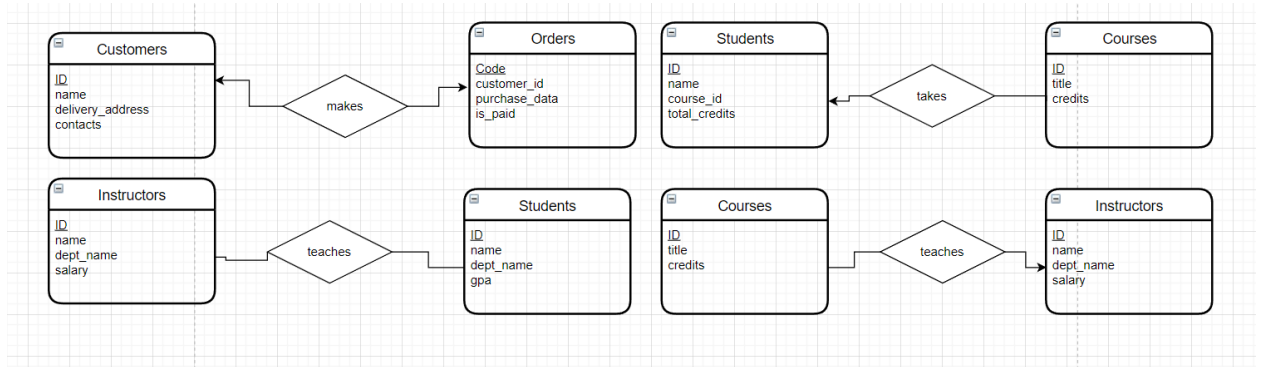 Customers
ID
name
delivery_address
contacts
makes
Orders
Code
customer_id
purchase_data
is_paid
Students
ID
name
course_id
total_credits
takes
Courses
ID
title
credits
Instructors
ID
name
dept_name
salary
teaches
Students
ID
name
dept_name
gpa
Courses
ID
title
credits
teaches
Instructors
ID
name
dept_name
salary